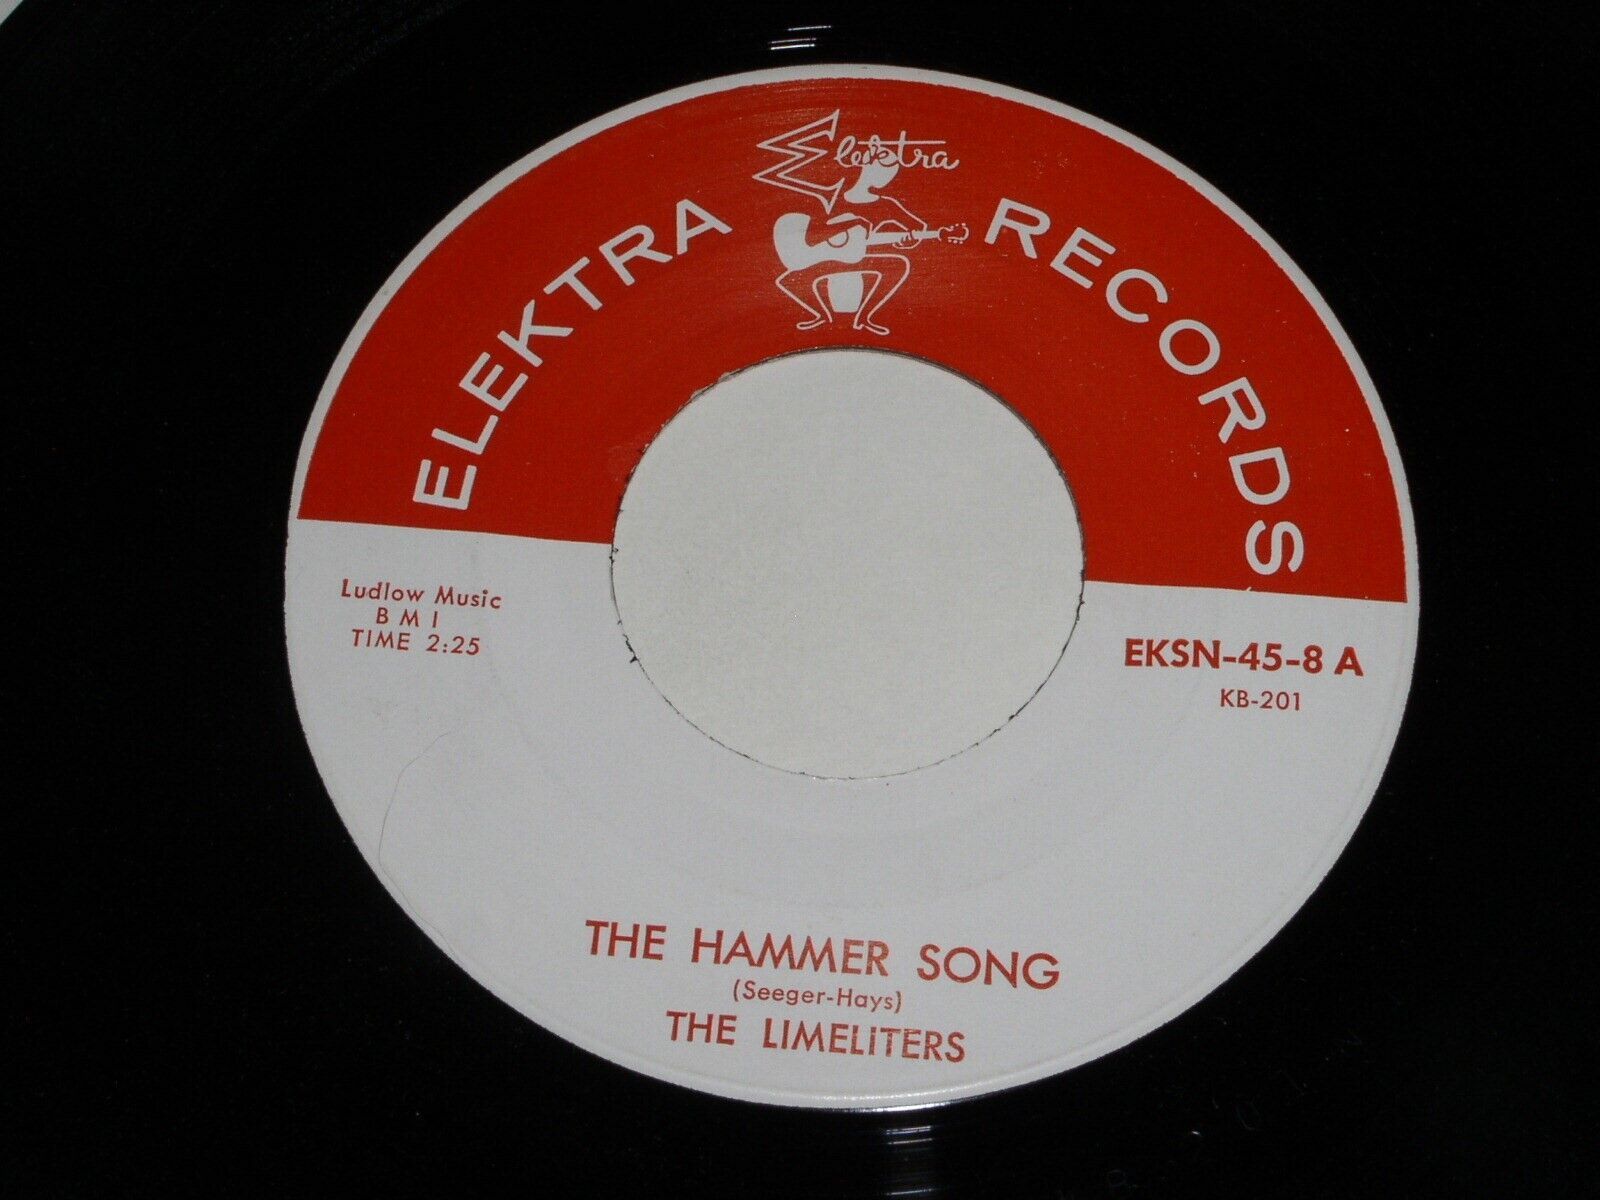 Elektra
ELEKTRA RECORDS
Ludlow Music
B M I
TIME 2:25
EKSN-45-8 A
KB-201
THE HAMMER SONG
(Seeger-Hays)
THE LIMELITERS